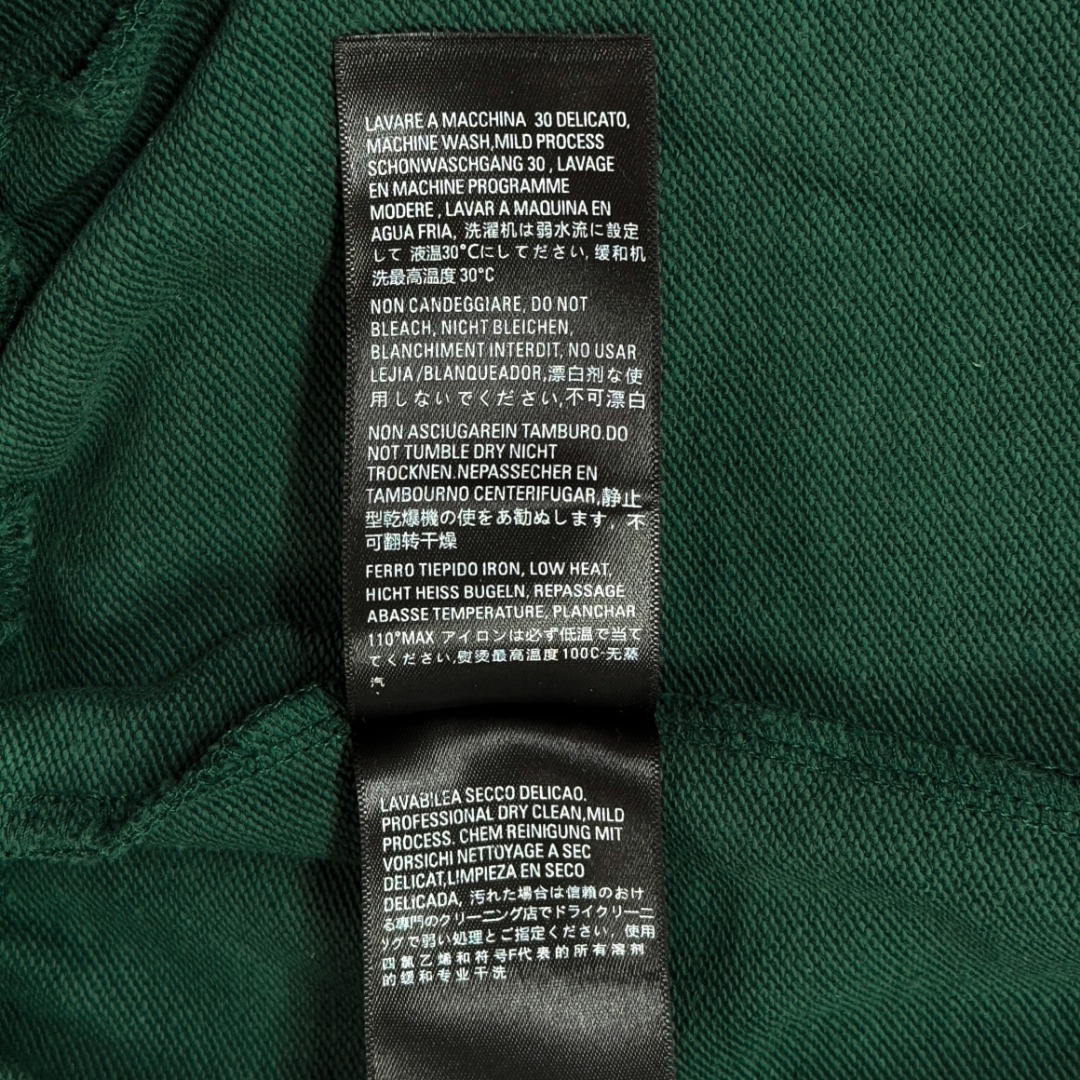 LAVARE A MACCHINA 30 DELICATO,
MACHINE WASH,MILD PROCESS
SCHONWASCHGANG 30 , LAVAGE
EN MACHINE PROGRAMME
MODERE , LAVAR A MAQUINA EN
AGUA FRIA, 洗濯机は弱水流に設定
して 液温30°Cにしてください, 缓和机
洗最高温度 30°C
NON CANDEGGIARE, DO NOT
BLEACH, NICHT BLEICHEN,
BLANCHIMENT INTERDIT, NO USAR
LEJIA /BLANQUEADOR,漂白剤な使
用しないでください,不可漂白
NON ASCIUGAREIN TAMBURO.DO
NOT TUMBLE DRY NICHT
TROCKNEN.NEPASSECHER EN
TAMBOURNO CENTERIFUGAR,静止
型乾爆機の使をあ勧ぬします, 不
可翻转干燥
FERRO TIEPIDO IRON, LOW HEAT,
HICHT HEISS BUGELN, REPASSAGE
ABASSE TEMPERATURE, PLANCHAR
110°MAX アイロンは必ず低温で当て
てください,熨烫最高温度100C 无蒸
汽
LAVABILEA SECCO DELICAO.
PROFESSIONAL DRY CLEAN,MILD
PROCESS. CHEM REINIGUNG MIT
VORSICHI NETTOYAGE A SEC
DELICAT,LIMPIEZA EN SECO
DELICADA, 汚れた場合は信頼のおけ
る専門のクリーニング店でドライクリーニ
ソグで弱い処理とご指定ください, 使用
四氯乙烯和符号F代表的所有溶剂
的缓和专业干洗